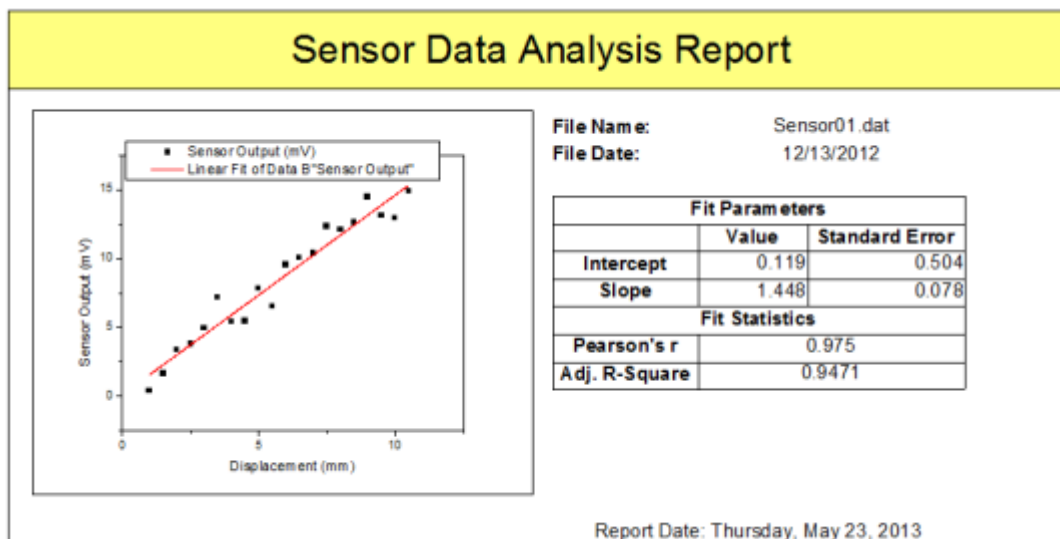 Sensor Data Analysis Report
Sensor Output (mV)
Linear Fit of Data B"Sensor Output"
15
10
5
0
Sensor Output (mV)
0
5
10
Displacement (mm)
File Name: Sensor01.dat
File Date: 12/13/2012
Fit Parameters
Value Standard Error
Intercept 0.119 0.504
Slope 1.448 0.078
Fit Statistics
Pearson's r 0.975
Adj. R-Square 0.9471
Report Date: Thursday, May 23, 2013